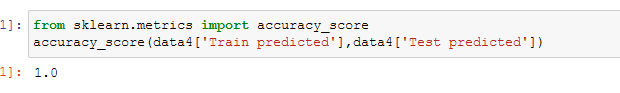 1]: from sklearn.metrics import accuracy_score
accuracy_score(data4['Train predicted'],data4['Test predicted'])
1]: 1.0